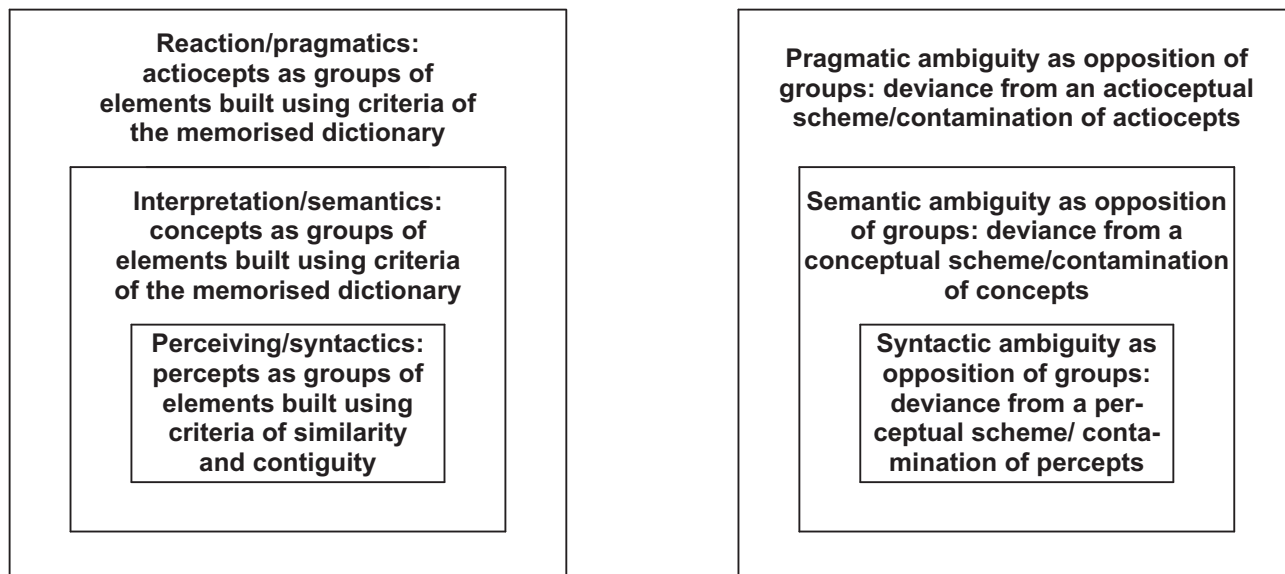 Reaction/pragmatics:
actiocepts as groups of
elements built using criteria of
the memorised dictionary
Interpretation/semantics:
concepts as groups of
elements built using criteria
of the memorised dictionary
Perceiving/syntactics:
percepts as groups of
elements built using
criteria of similarity
and contiguity
Pragmatic ambiguity as opposition of
groups: deviance from an actioceptual
scheme/contamination of actiocepts
Semantic ambiguity as opposition
of groups: deviance from a
conceptual scheme/contamination
of concepts
Syntactic ambiguity as
opposition of groups:
deviance from a per-
ceptual scheme/ conta-
mination of percepts